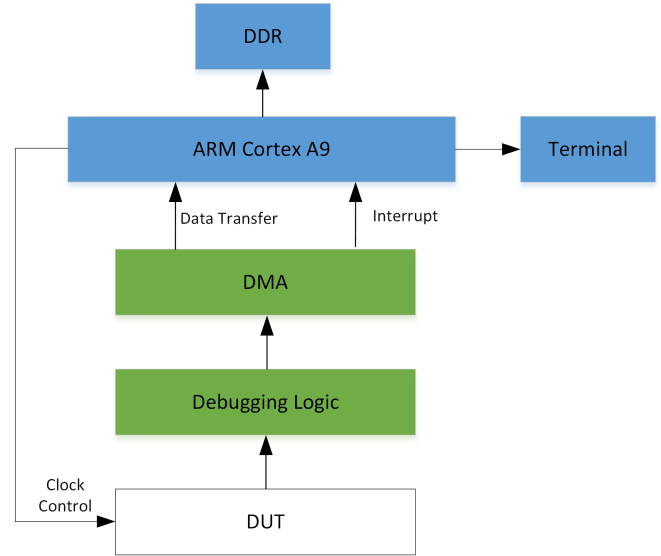 DDR
ARM Cortex A9
Terminal
Data Transfer
Interrupt
DMA
Debugging Logic
Clock
Control
DUT